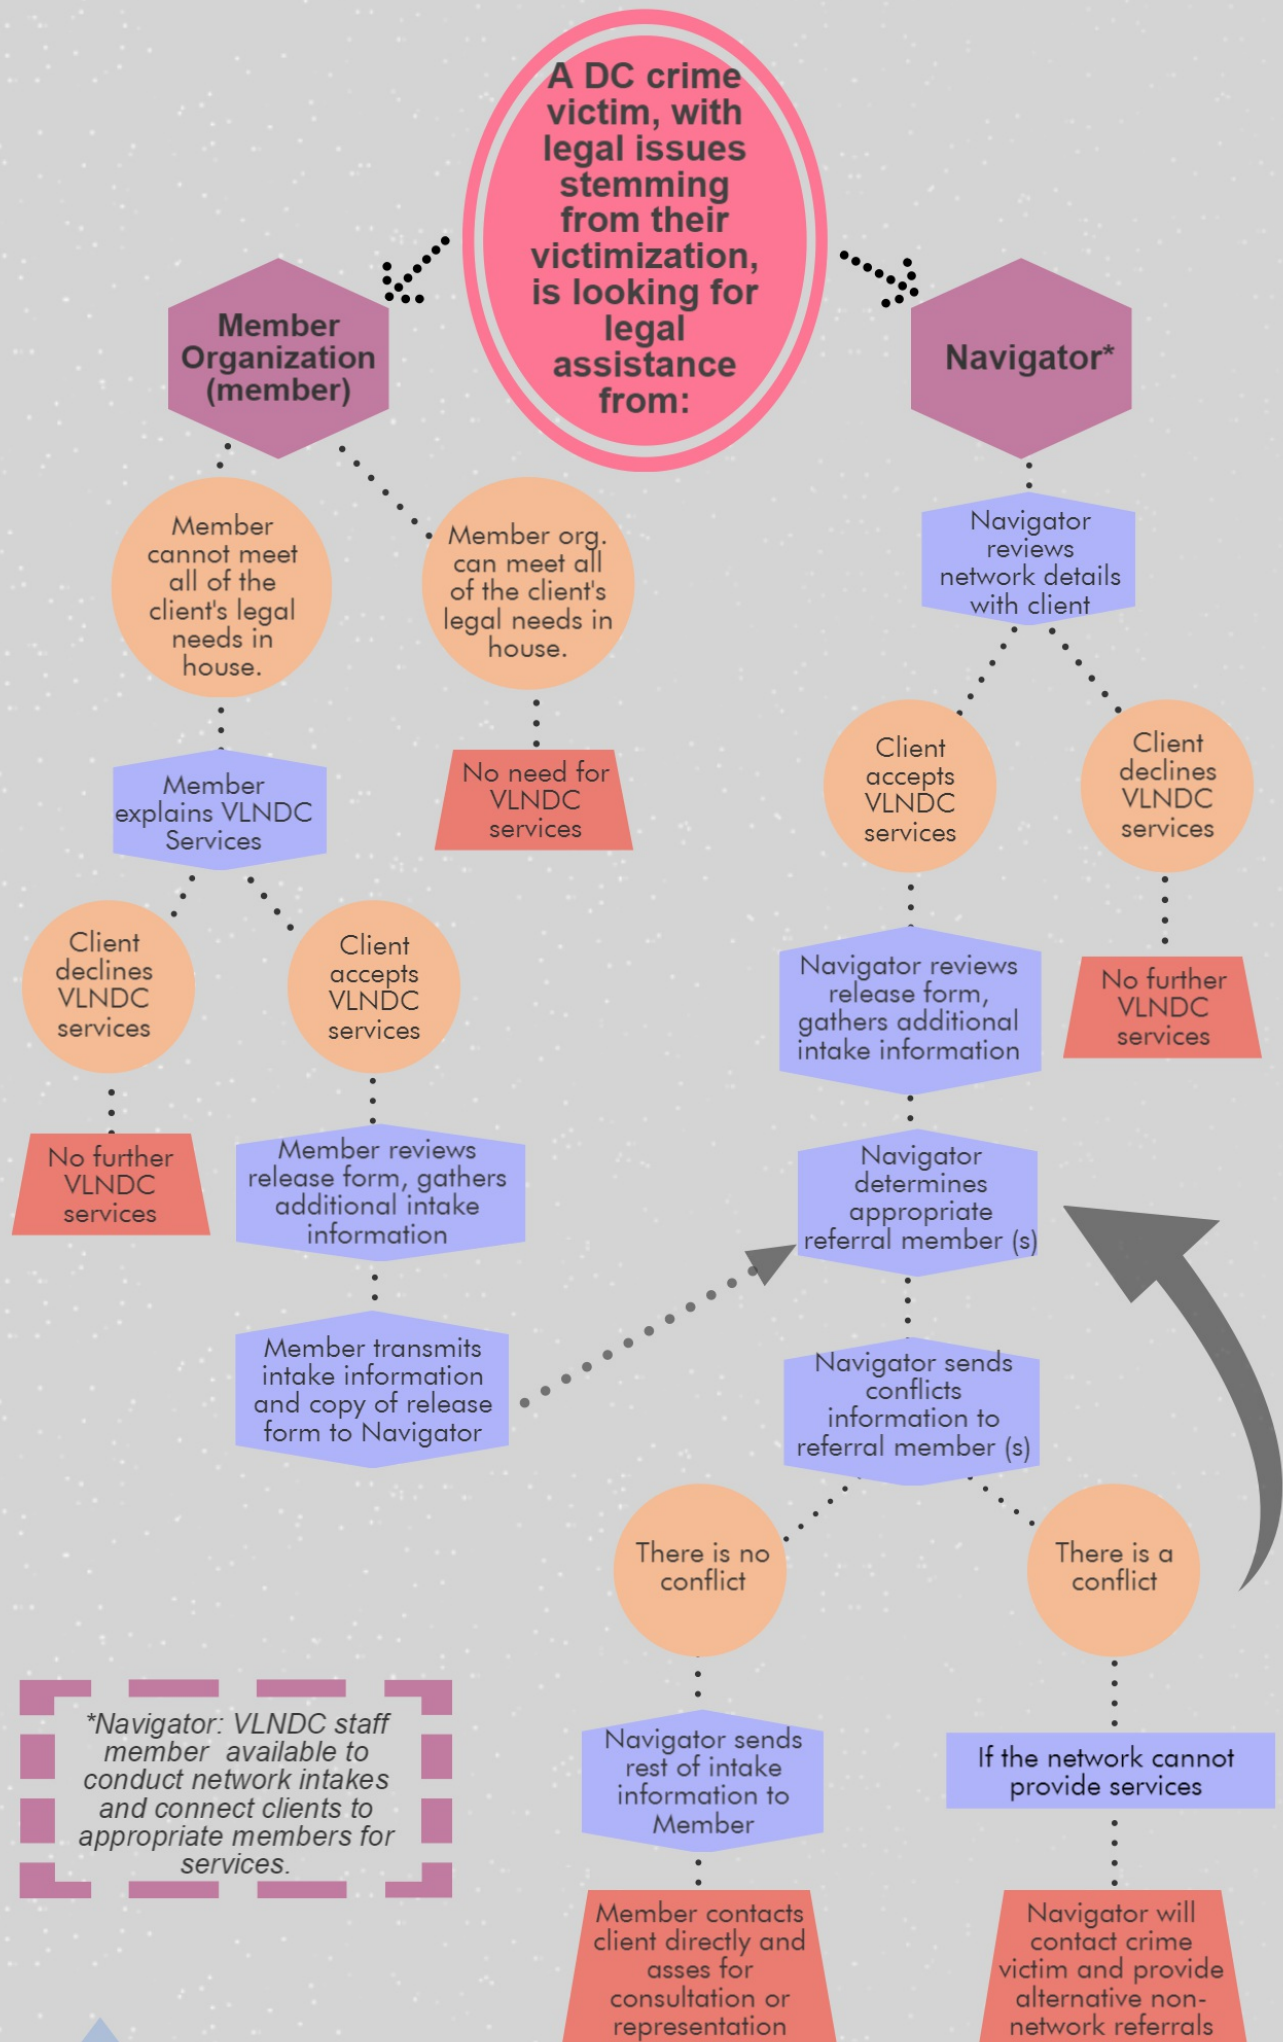 A DC crime
victim, with
legal issues
stemming
from their
victimization,
is looking for
legal
assistance
from:
Member
Organization
(member)
Navigator*
Member
cannot meet
all of the
client's legal
needs in
house.
Member org.
can meet all
of the client's
legal needs in
house.
Navigator
reviews
network details
with client
Member
explains VLNDC
Services
No need for
VLNDC
services
Client
accepts
VLNDC
services
Client
declines
VLNDC
services
Client
declines
VLNDC
services
Client
accepts
VLNDC
services
Navigator reviews
release form,
gathers additional
intake information
No further
VLNDC
services
No further
VLNDC
services
Member reviews
release form, gathers
additional intake
information
Navigator
determines
appropriate
referral member (s)
Member transmits
intake information
and copy of release
form to Navigator
Navigator sends
conflicts
information to
referral member (s)
There is no
conflict
There is a
conflict
*Navigator: VLNDC staff
member available to
conduct network intakes
and connect clients to
appropriate members for
services.
Navigator sends
rest of intake
information to
Member
If the network cannot
provide services
Member contacts
client directly and
asses for
consultation or
representation
Navigator will
contact crime
victim and provide
alternative non-
network referrals